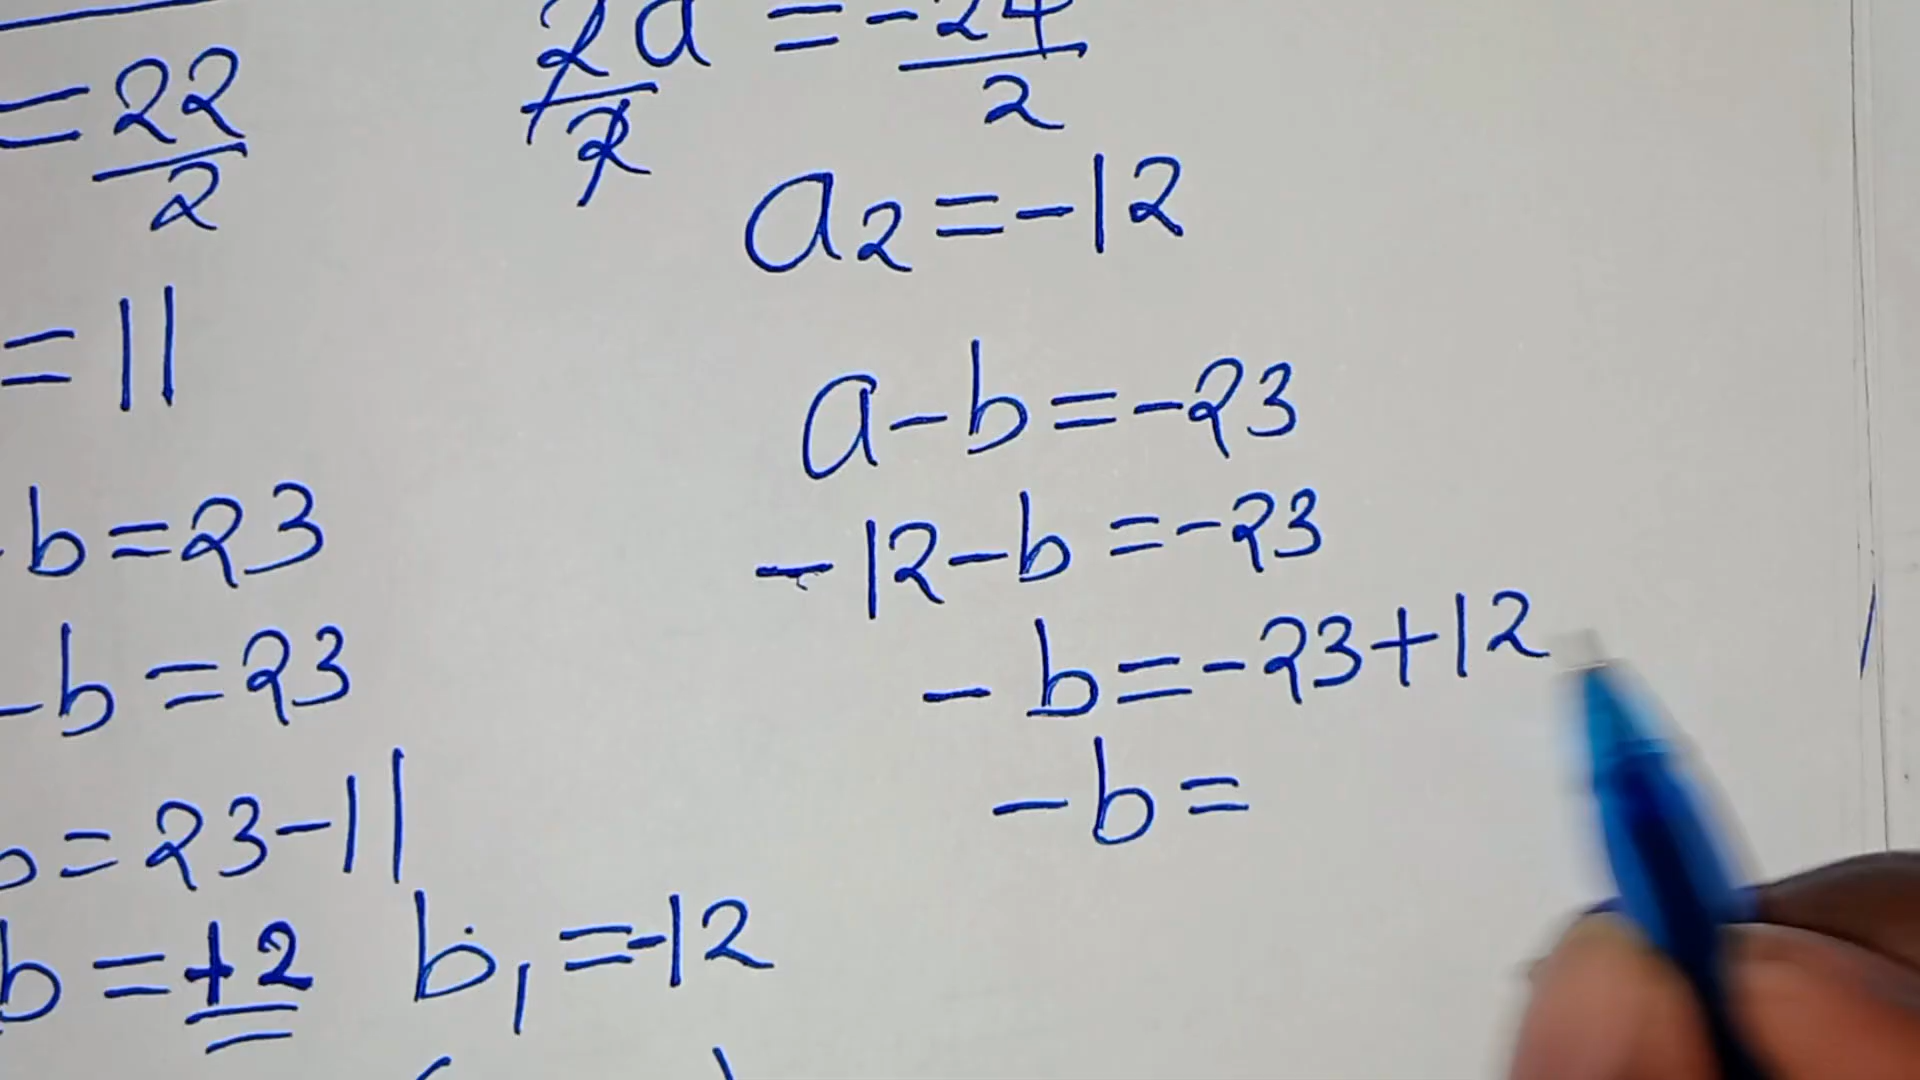 = 22/2
= 11
-b = 23
-b = 23
b = 23 - 11
b = +2 b₁ = -12
2a/2 = -24/2
a₂ = -12
a - b = -23
-12 - b = -23
-b = -23 + 12
-b =